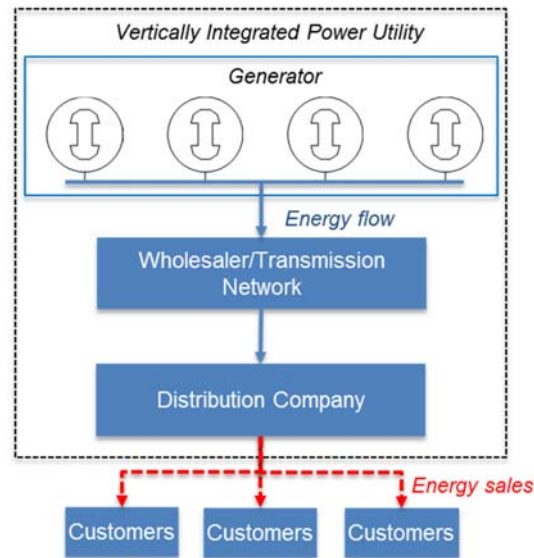 Vertically Integrated Power Utility
Generator
Energy flow
Wholesaler/Transmission
Network
Distribution Company
Energy sales
Customers
Customers
Customers